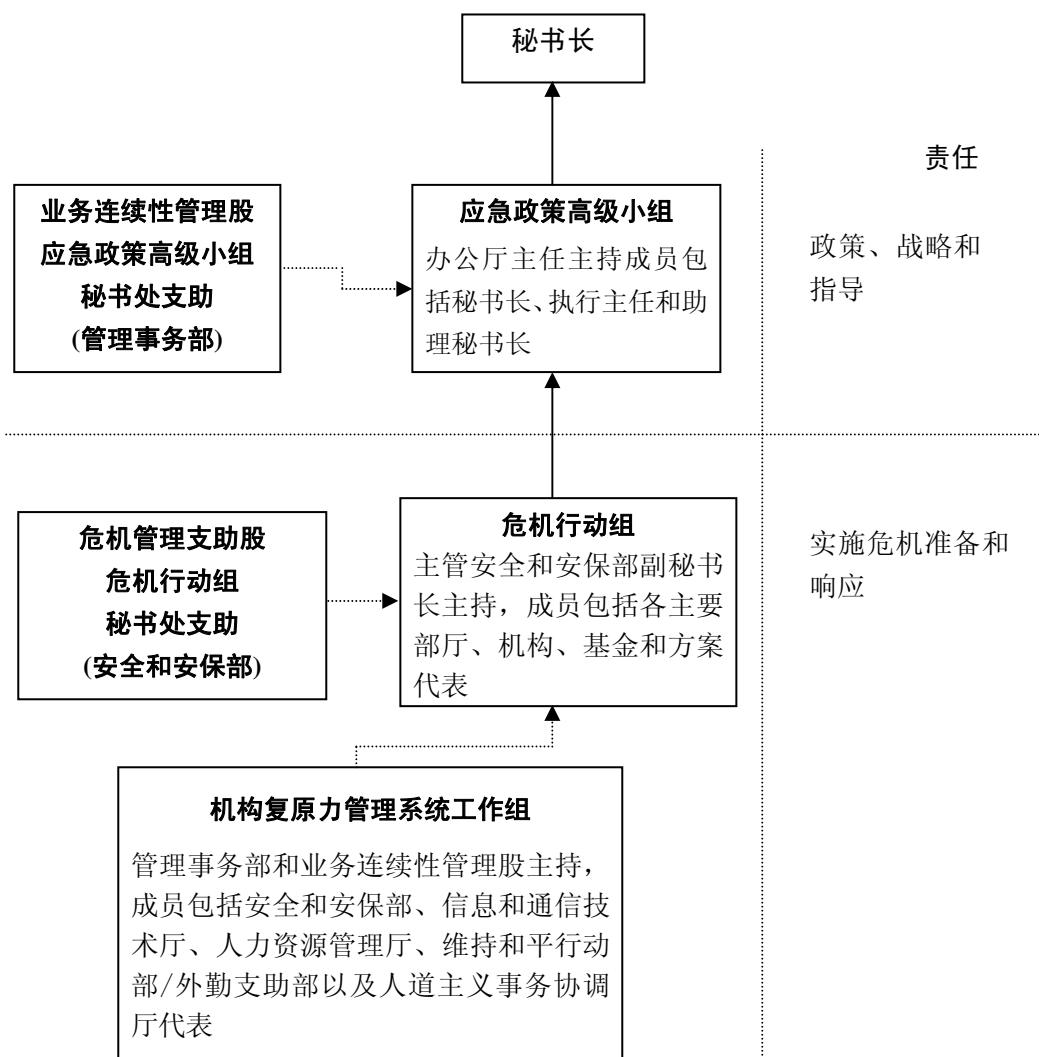 秘书长
责任
业务连续性管理股
应急政策高级小组
秘书处支助
(管理事务部)
应急政策高级小组
办公厅主任主持成员包
括秘书长、执行主任和助
理秘书长
政策、战略和
指导
危机管理支助股
危机行动组
秘书处支助
(安全和安保部)
危机行动组
主管安全和安保部副秘书
长主持，成员包括各主要
部厅、机构、基金和方案
代表
实施危机准备和
响应
机构复原力管理系统工作组
管理事务部和业务连续性管理股主持，
成员包括安全和安保部、信息和通信技
术厅、人力资源管理厅、维持和平行动
部/外勤支助部以及人道主义事务协调
厅代表